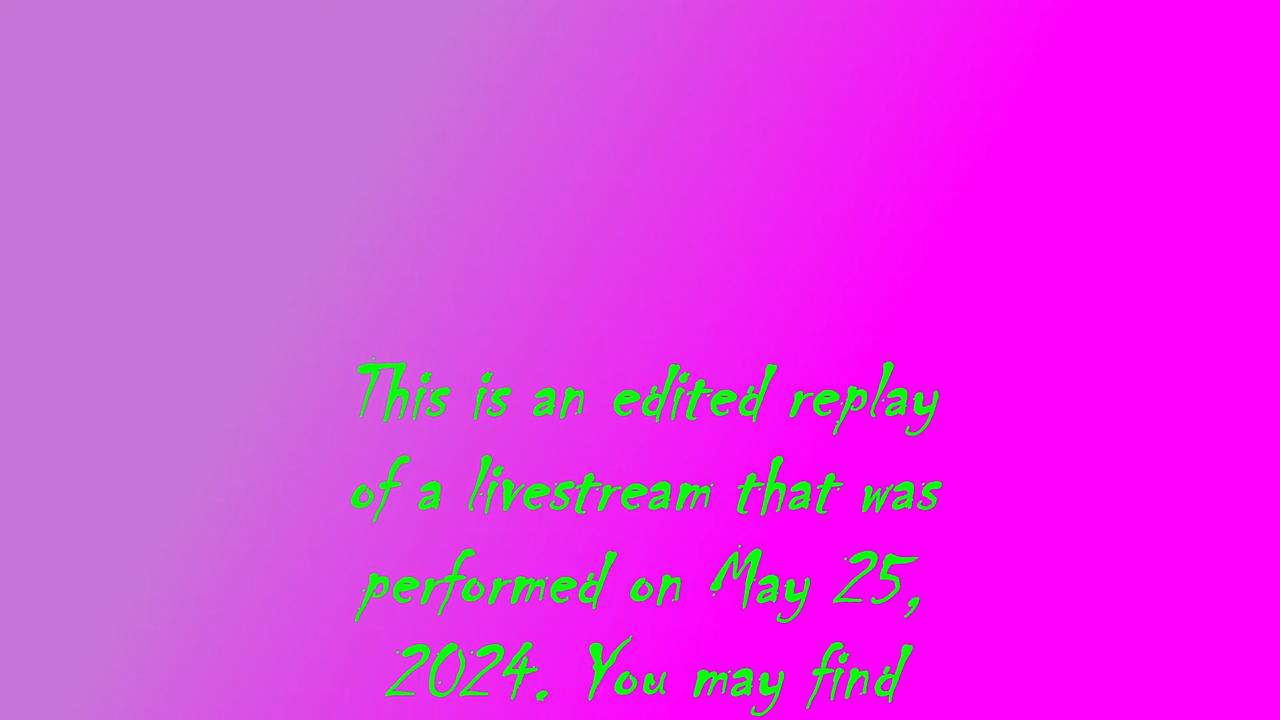 This is an edited replay
of a livestream that was
performed on May 25,
2024. You may find